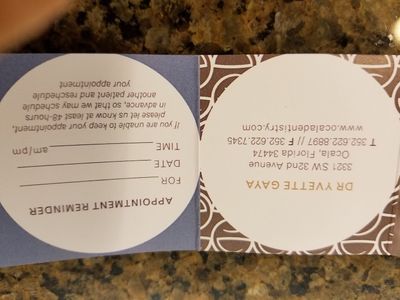 APPOINTMENT REMINDER
FOR
DATE
TIME am/pm
If you are unable to keep your appointment,
please let us know at least 48-hours
in advance, so that we may schedule
another patient and reschedule
your appointment
DR YVETTE GAYA
3321 SW 32nd Avenue
Ocala, Florida 34474
T 352.622.8897 // F 352.622.7345
www.ocaladentistry.com